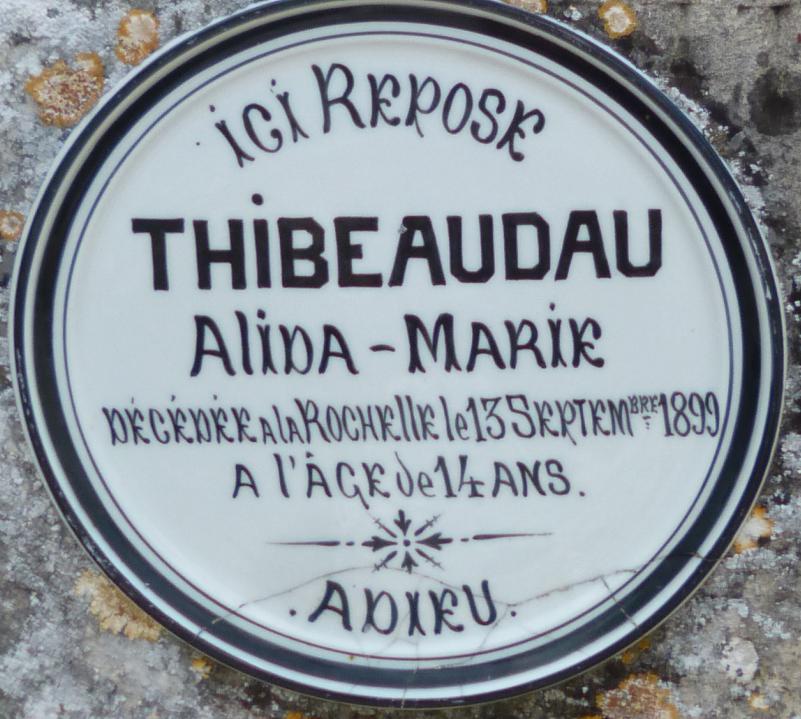 iCi REPOSE
THiBEAUDAU
AliDA - MARiE
DÉCÉDÉE A lA ROCHEllE le 13 SEPTEMBRE 1899
A l'ÂGE de 14 ANS.
. ADIEU .